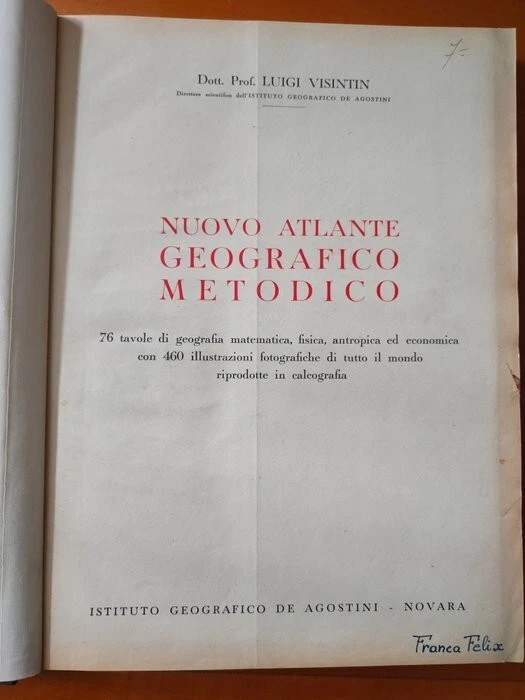 7-
Dott. Prof. LUIGI VISINTIN
Direttore scientifico dell'ISTITUTO GEOGRAFICO DE AGOSTINI
NUOVO ATLANTE
GEOGRAFICO
METODICO
76 tavole di geografia matematica, fisica, antropica ed economica
con 460 illustrazioni fotografiche di tutto il mondo
riprodotte in calcografia
ISTITUTO GEOGRAFICO DE AGOSTINI - NOVARA
Franca Felix